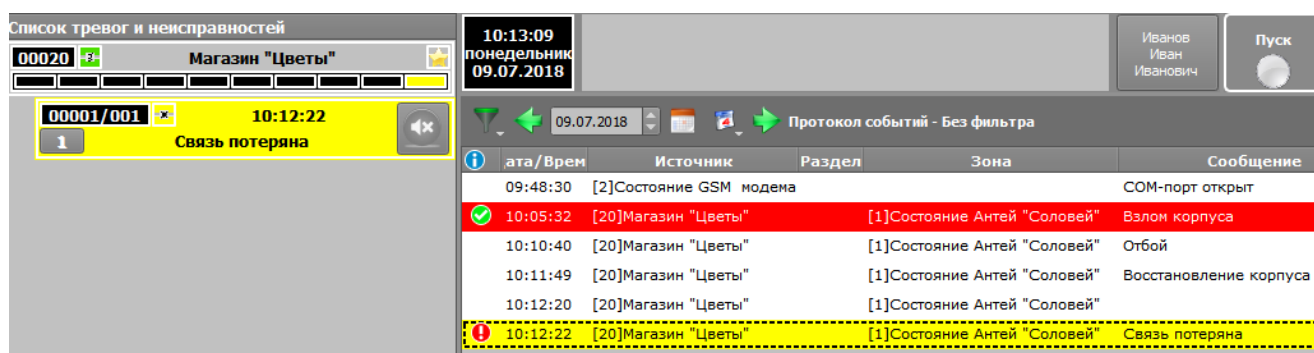 Список тревог и неисправностей
00020 Магазин "Цветы"
00001/001 10:12:22
1 Связь потеряна
10:13:09
понедельник
09.07.2018
Иванов
Иван
Иванович
Пуск
09.07.2018 Протокол событий - Без фильтра
ата/Врем Источник Раздел Зона Сообщение
09:48:30 [2]Состояние GSM модема COM-порт открыт
10:05:32 [20]Магазин "Цветы" [1]Состояние Антей "Соловей" Взлом корпуса
10:10:40 [20]Магазин "Цветы" [1]Состояние Антей "Соловей" Отбой
10:11:49 [20]Магазин "Цветы" [1]Состояние Антей "Соловей" Восстановление корпуса
10:12:20 [20]Магазин "Цветы" [1]Состояние Антей "Соловей"
10:12:22 [20]Магазин "Цветы" [1]Состояние Антей "Соловей" Связь потеряна